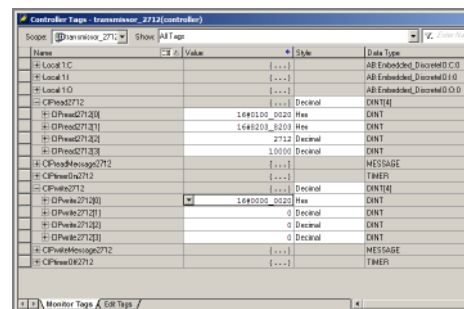 Controller Tags - transmissor_2712(controller)
Scope: transmissor_2712 Show: All Tags
Name Value Style Data Type
Local:1:C {...} AB:Embedded_DiscreteIO:C:0
Local:1:I {...} AB:Embedded_DiscreteIO:I:0
Local:1:O {...} AB:Embedded_DiscreteIO:O:0
CIPread2712 {...} Decimal DINT[4]
CIPread2712[0] 16#0100_0020 Hex DINT
CIPread2712[1] 16#8203_8203 Hex DINT
CIPread2712[2] 2712 Decimal DINT
CIPread2712[3] 10000 Decimal DINT
CIPreadMessage2712 {...} MESSAGE
CIPtimerOn2712 {...} TIMER
CIPwrite2712 {...} Decimal DINT[4]
CIPwrite2712[0] 16#0000_0020 Hex DINT
CIPwrite2712[1] 0 Decimal DINT
CIPwrite2712[2] 0 Decimal DINT
CIPwrite2712[3] 0 Decimal DINT
CIPwriteMessage2712 {...} MESSAGE
CIPtimerOff2712 {...} TIMER
Monitor Tags Edit Tags